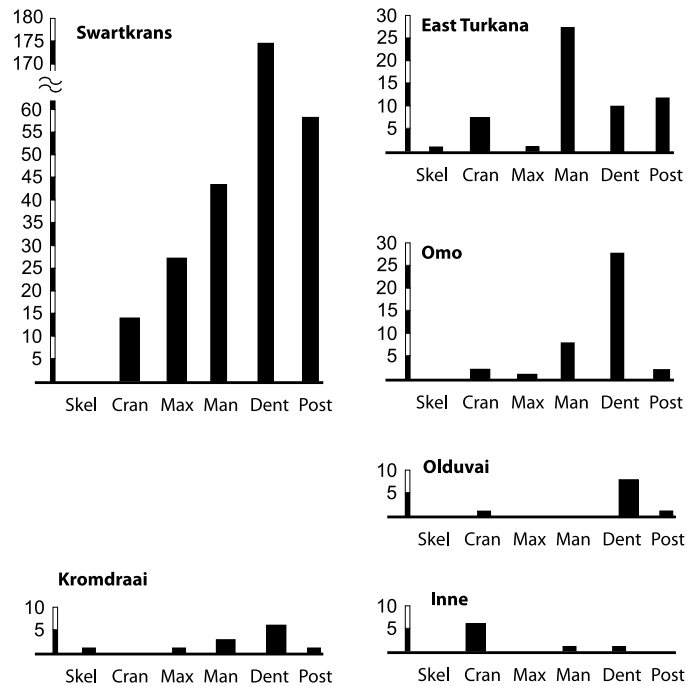 Swartkrans
180
175
170
60
55
50
45
40
35
30
25
20
15
10
5
Skel Cran Max Man Dent Post
East Turkana
30
25
20
15
10
5
Skel Cran Max Man Dent Post
Omo
30
25
20
15
10
5
Skel Cran Max Man Dent Post
Olduvai
10
5
Skel Cran Max Man Dent Post
Kromdraai
10
5
Skel Cran Max Man Dent Post
Inne
10
5
Skel Cran Max Man Dent Post